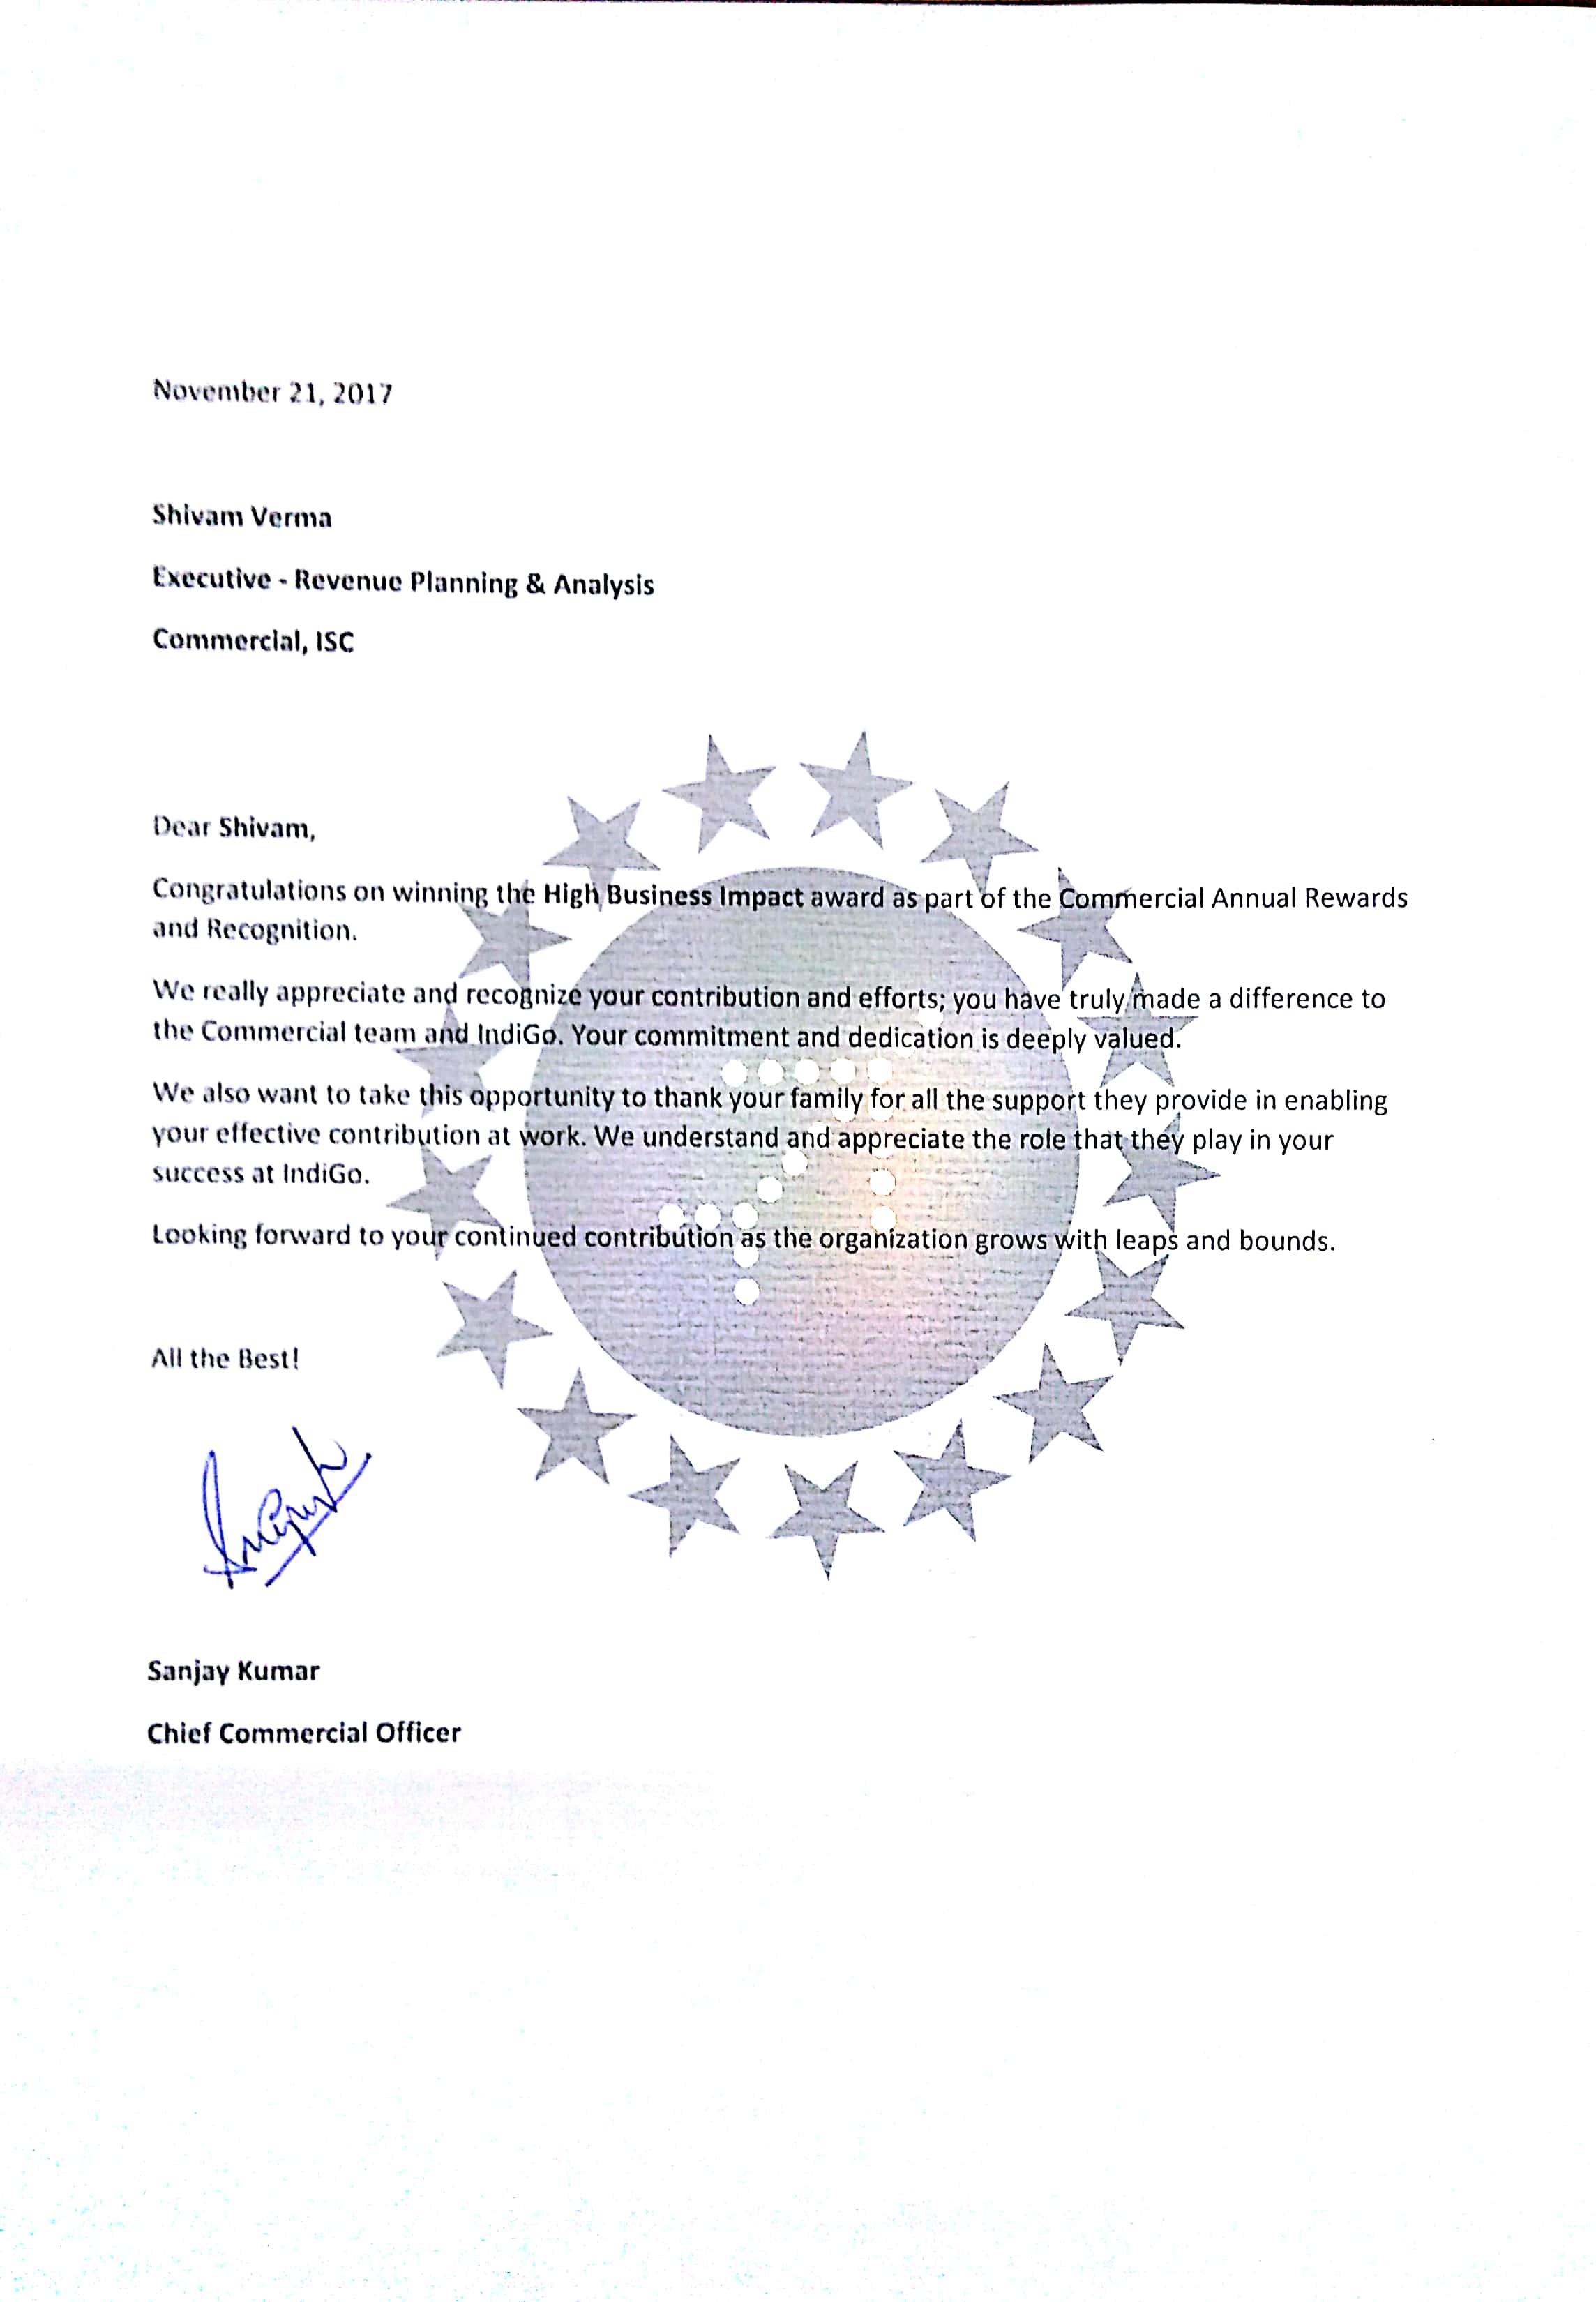 November 21, 2017
Shivam Verma
Executive - Revenue Planning & Analysis
Commercial, ISC
Dear Shivam,
Congratulations on winning the High Business Impact award as part of the Commercial Annual Rewards
and Recognition.
We really appreciate and recognize your contribution and efforts; you have truly made a difference to
the Commercial team and IndiGo. Your commitment and dedication is deeply valued.
We also want to take this opportunity to thank your family for all the support they provide in enabling
your effective contribution at work. We understand and appreciate the role that they play in your
success at IndiGo.
Looking forward to your continued contribution as the organization grows with leaps and bounds.
All the Best!
Sanjay Kumar
Chief Commercial Officer